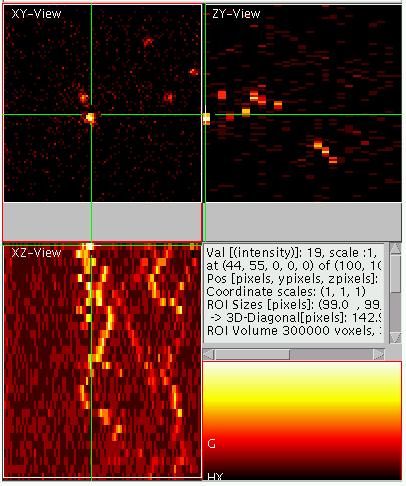 XY-View
ZY-View
XZ-View
Val [(intensity)]: 19, scale :1,
at (44, 55, 0, 0, 0) of (100, 10
Pos [pixels, ypixels, zpixels]:
Coordinate scales: (1, 1, 1)
ROI Sizes [pixels]: (99.0 , 99.
-> 3D-Diagonal[pixels]: 142.9
ROI Volume 300000 voxels,
G
HX